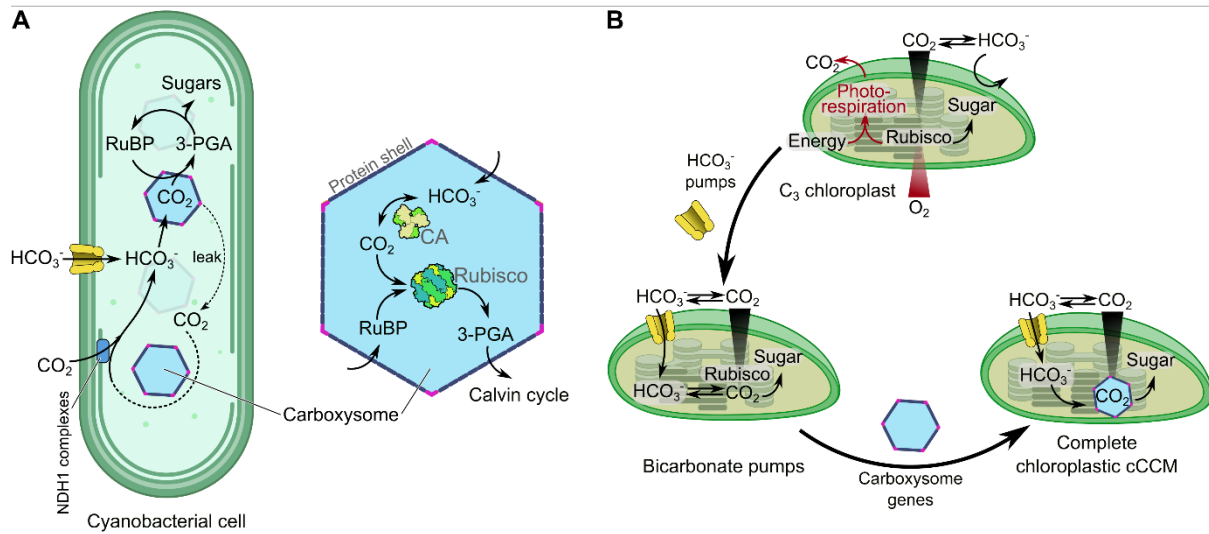 A
Sugars
RuBP
3-PGA
CO2
HCO3-
HCO3-
leak
CO2
CO2
NDH1 complexes
Cyanobacterial cell
Carboxysome
Protein shell
HCO3-
CA
CO2
Rubisco
RuBP
3-PGA
Calvin cycle
B
CO2
HCO3-
CO2
Photo-
respiration
Sugar
Energy
Rubisco
C3 chloroplast
O2
HCO3-
pumps
HCO3-
CO2
Sugar
Rubisco
HCO3-
CO2
Bicarbonate pumps
Carboxysome
genes
HCO3-
CO2
Sugar
HCO3-
CO2
Complete
chloroplastic cCCM